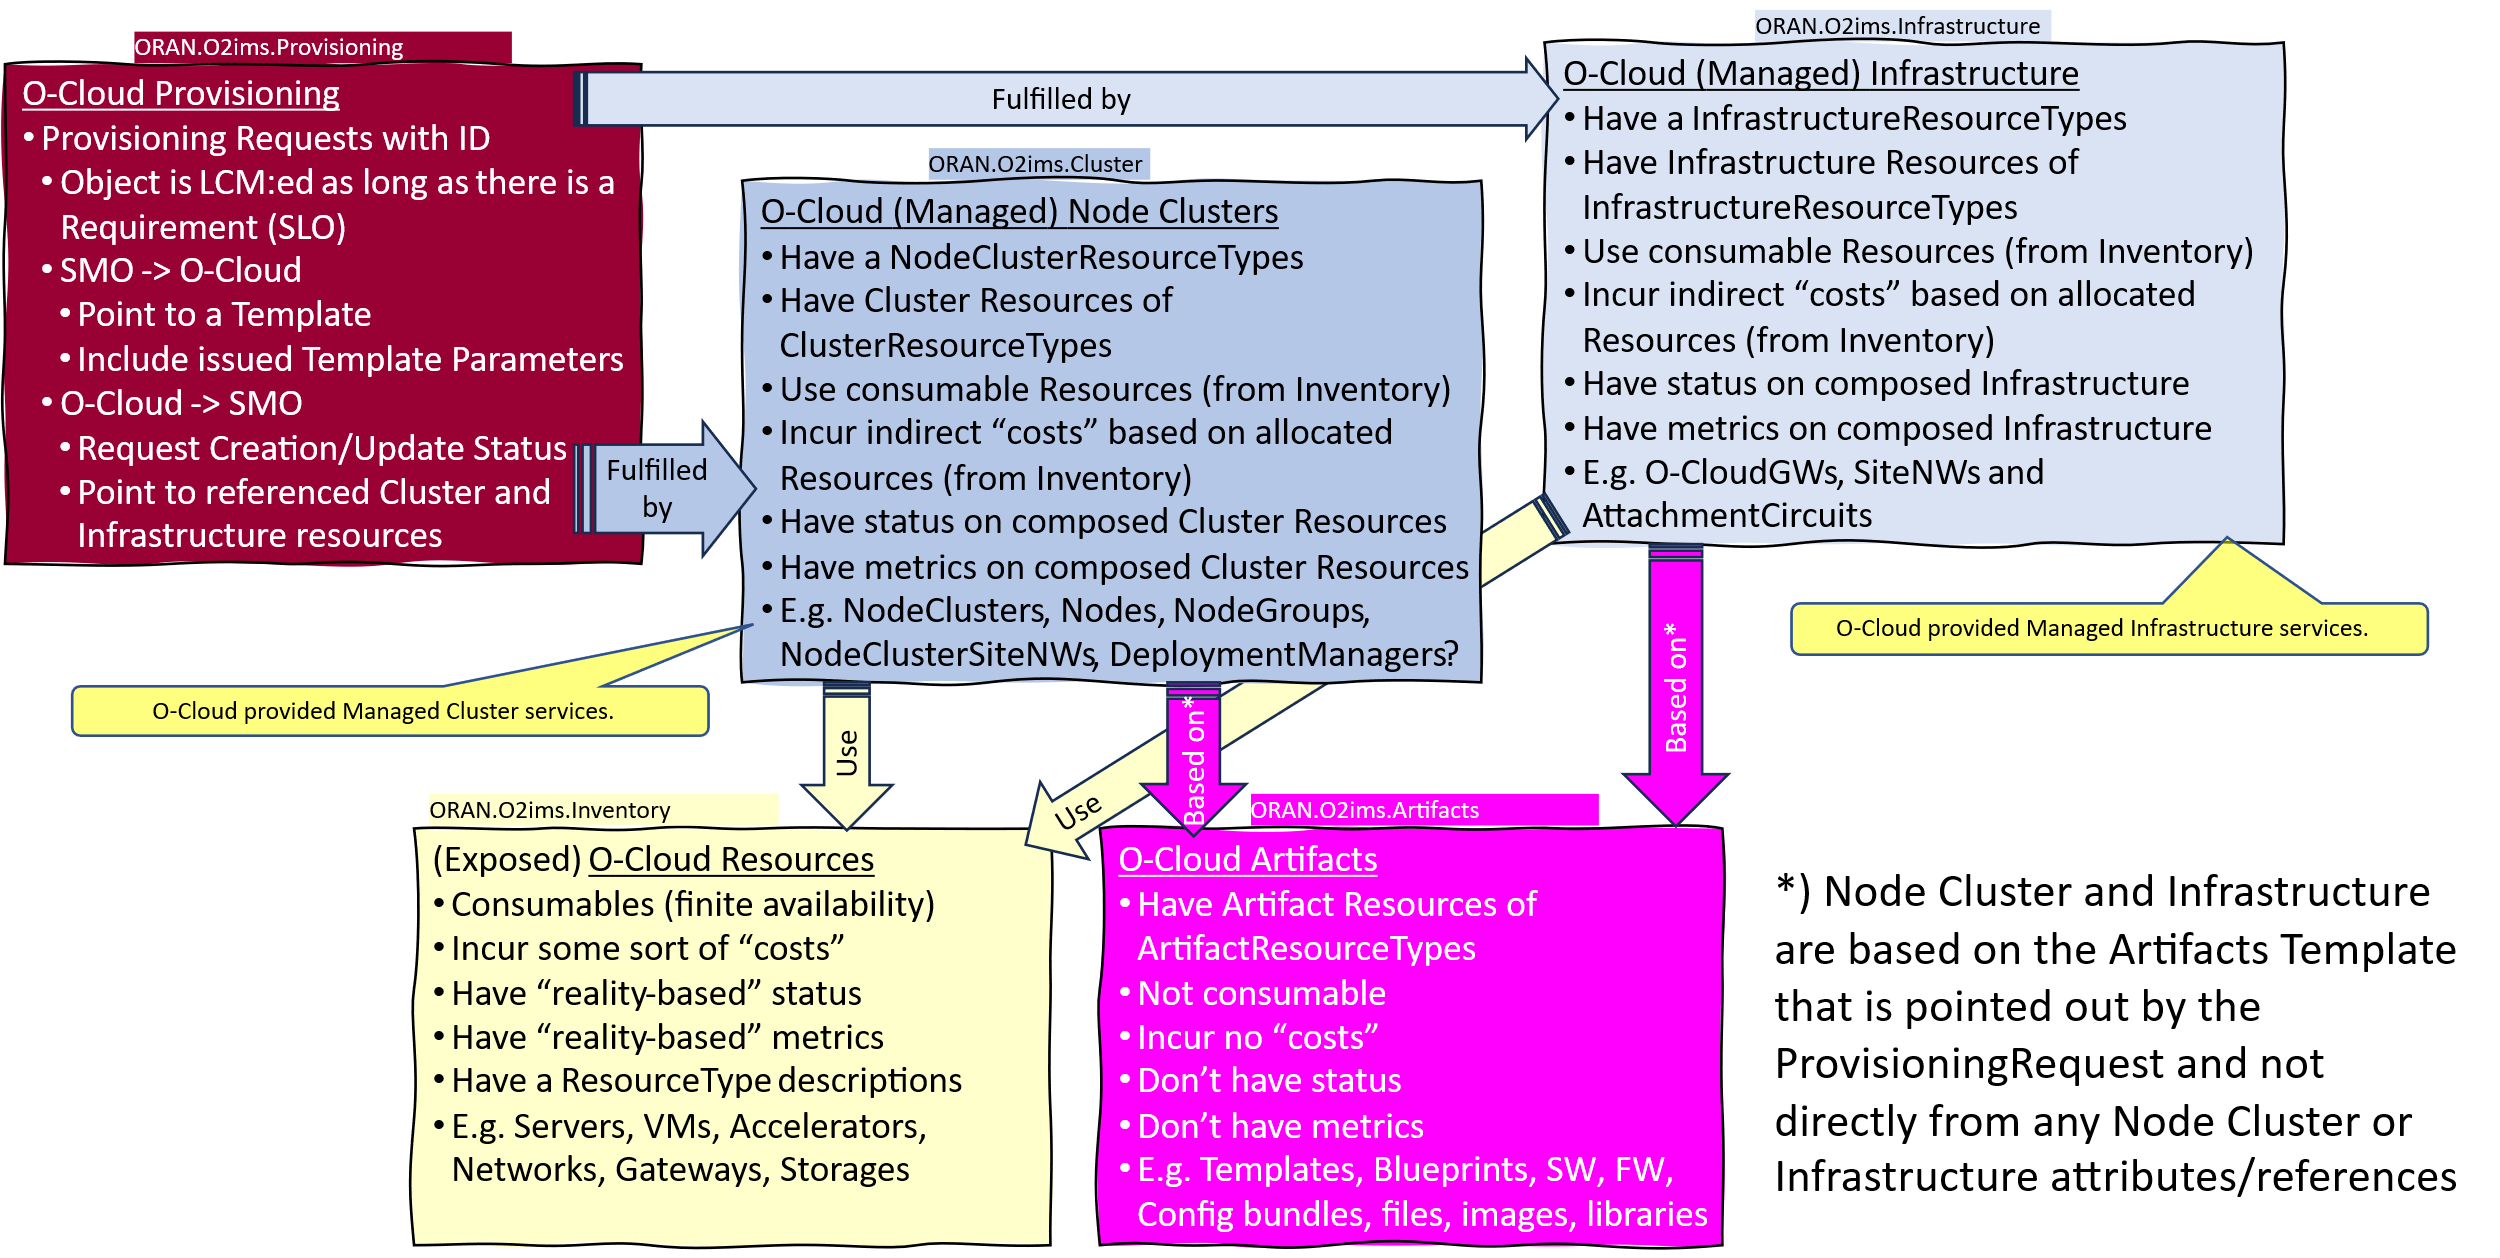 ORAN.O2ims.Provisioning
O-Cloud Provisioning
• Provisioning Requests with ID
• Object is LCM:ed as long as there is a
Requirement (SLO)
• SMO -> O-Cloud
• Point to a Template
• Include issued Template Parameters
• O-Cloud -> SMO
• Request Creation/Update Status
• Point to referenced Cluster and
Infrastructure resources
Fulfilled by
Fulfilled
by
ORAN.O2ims.Cluster
O-Cloud (Managed) Node Clusters
• Have a NodeClusterResourceTypes
• Have Cluster Resources of
ClusterResourceTypes
• Use consumable Resources (from Inventory)
• Incur indirect “costs” based on allocated
Resources (from Inventory)
• Have status on composed Cluster Resources
• Have metrics on composed Cluster Resources
• E.g. NodeClusters, Nodes, NodeGroups,
NodeClusterSiteNWs, DeploymentManagers?
ORAN.O2ims.Infrastructure
O-Cloud (Managed) Infrastructure
• Have a InfrastructureResourceTypes
• Have Infrastructure Resources of
InfrastructureResourceTypes
• Use consumable Resources (from Inventory)
• Incur indirect “costs” based on allocated
Resources (from Inventory)
• Have status on composed Infrastructure
• Have metrics on composed Infrastructure
• E.g. O-CloudGWs, SiteNWs and
AttachmentCircuits
O-Cloud provided Managed Infrastructure services.
O-Cloud provided Managed Cluster services.
Use
Use
Based on*
Based on*
ORAN.O2ims.Inventory
(Exposed) O-Cloud Resources
• Consumables (finite availability)
• Incur some sort of “costs”
• Have “reality-based” status
• Have “reality-based” metrics
• Have a ResourceType descriptions
• E.g. Servers, VMs, Accelerators,
Networks, Gateways, Storages
ORAN.O2ims.Artifacts
O-Cloud Artifacts
• Have Artifact Resources of
ArtifactResourceTypes
• Not consumable
• Incur no “costs”
• Don’t have status
• Don’t have metrics
• E.g. Templates, Blueprints, SW, FW,
Config bundles, files, images, libraries
*) Node Cluster and Infrastructure
are based on the Artifacts Template
that is pointed out by the
ProvisioningRequest and not
directly from any Node Cluster or
Infrastructure attributes/references